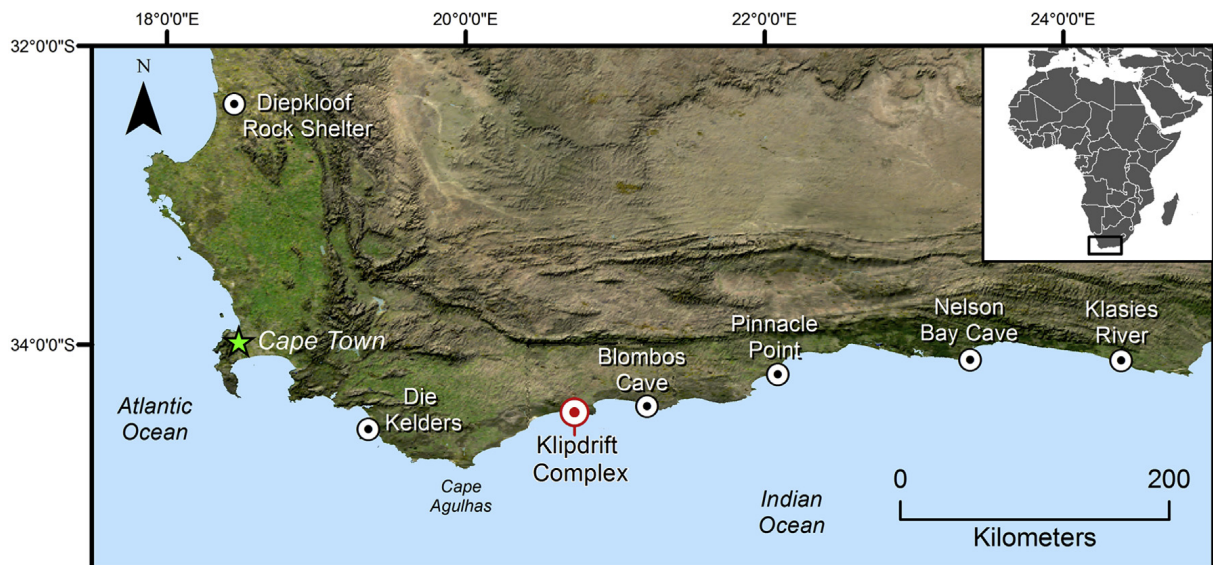 18°0'0"E
20°0'0"E
22°0'0"E
24°0'0"E
32°0'0"S
N
Diepkloof
Rock Shelter
34°0'0"S
Cape Town
Nelson
Bay Cave
Klasies
River
Pinnacle
Point
Blombos
Cave
Die
Kelders
Atlantic
Ocean
Klipdrift
Complex
Cape
Agulhas
Indian
Ocean
0
200
Kilometers